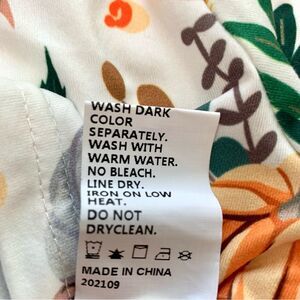 WASH DARK
COLOR
SEPARATELY.
WASH WITH
WARM WATER.
NO BLEACH.
LINE DRY.
IRON ON LOW
HEAT.
DO NOT
DRYCLEAN.
MADE IN CHINA
202109